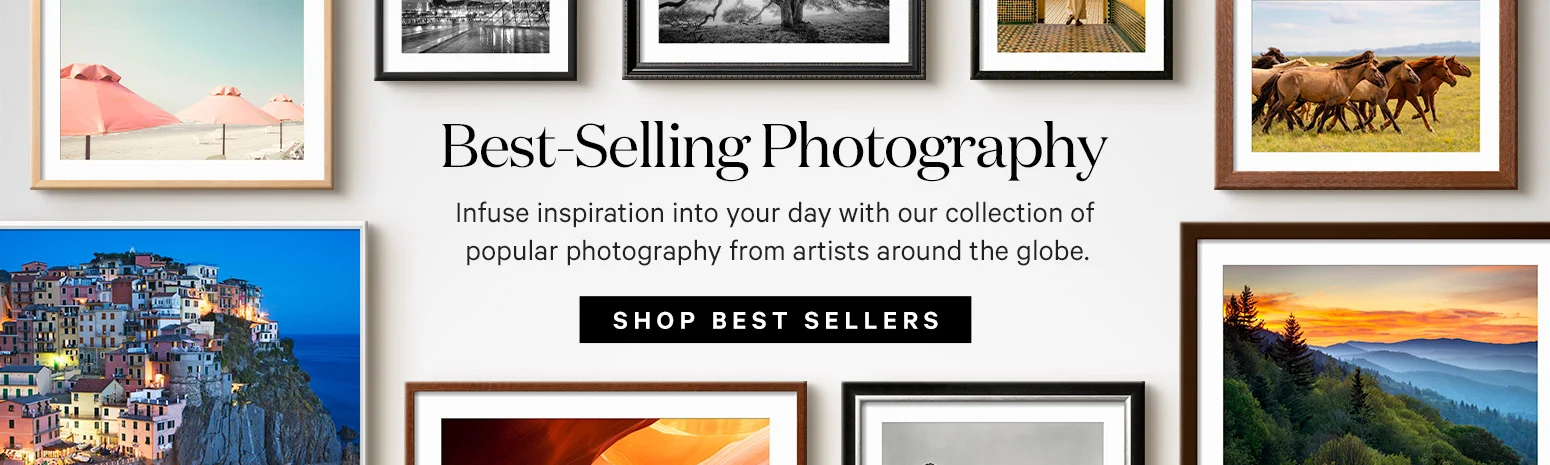 Best-Selling Photography
Infuse inspiration into your day with our collection of
popular photography from artists around the globe.
SHOP BEST SELLERS